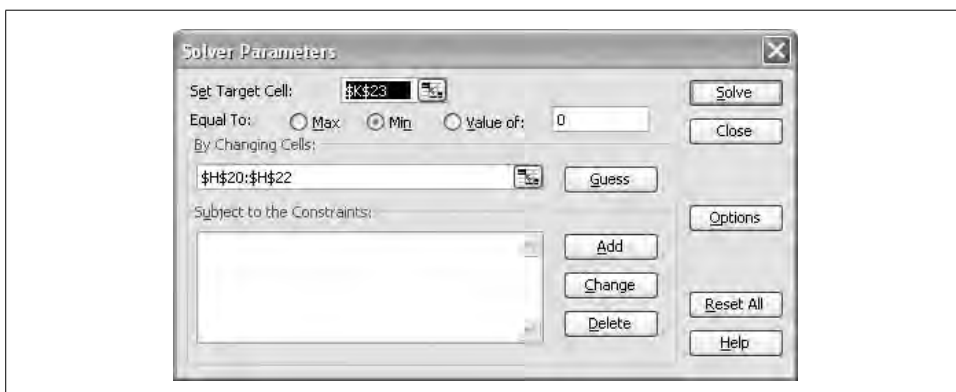 Solver Parameters
Set Target Cell: $K$23 Solve
Equal To: Max Min Value of: 0 Close
By Changing Cells:
$H$20:$H$22 Guess
Subject to the Constraints: Options
Add
Change
Reset All
Delete
Help